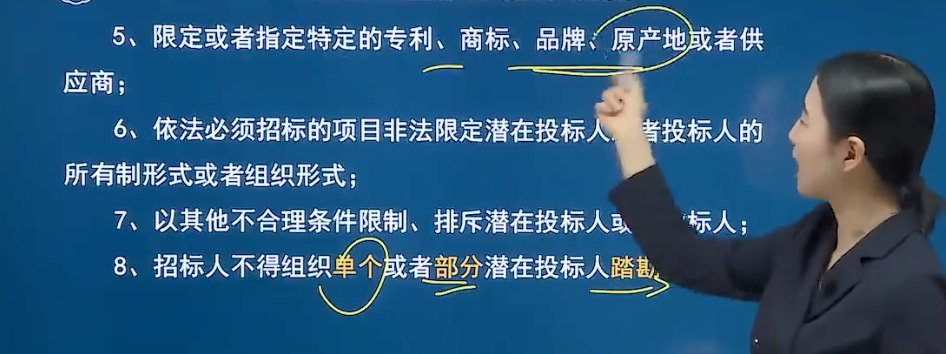 5、限定或者指定特定的专利、商标、品牌、原产地或者供
应商；
6、依法必须招标的项目非法限定潜在投标人 者投标人的
所有制形式或者组织形式；
7、以其他不合理条件限制、排斥潜在投标人或 标人；
8、招标人不得组织单个或者部分潜在投标人踏勘